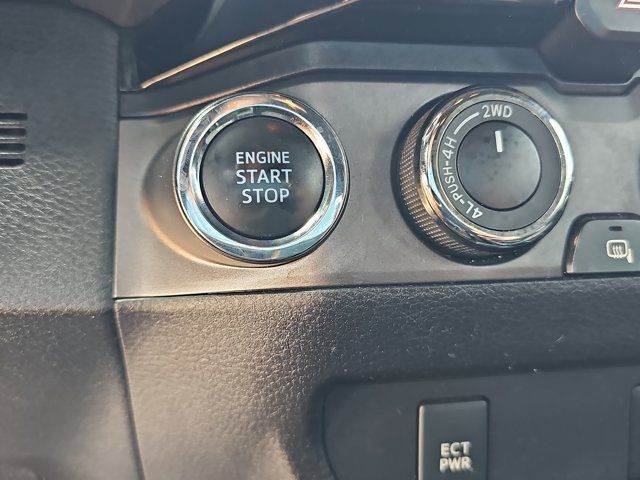 ENGINE
START
STOP
2WD
4L-PUSH-4H
ECT
PWR